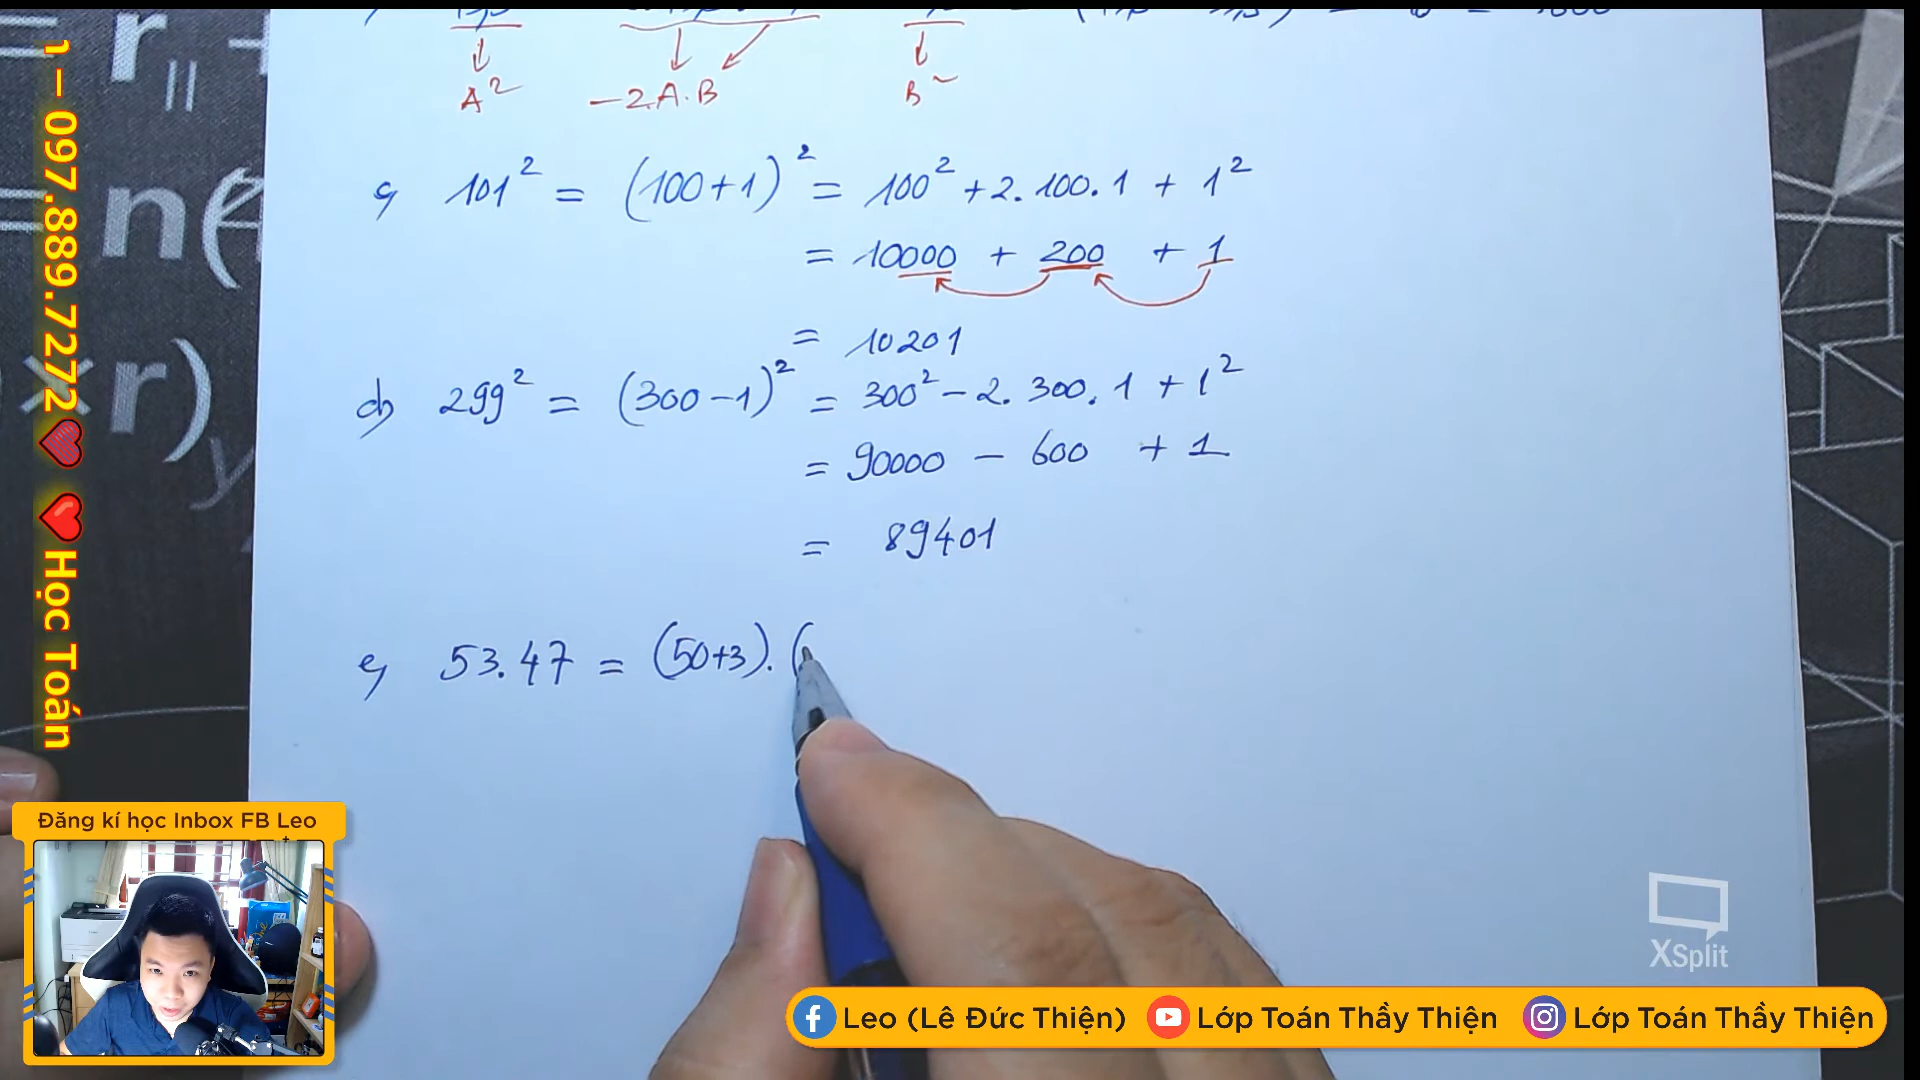 A² −2.A.B B²
c) 101² = (100+1)² = 100² + 2.100.1 + 1²
= 10000 + 200 + 1
= 10201
d) 299² = (300−1)² = 300² − 2.300.1 + 1²
= 90000 − 600 + 1
= 89401
e) 53.47 = (50+3).(
= r
= n(
×r)
– 097.889.7272❤️ ❤️Học Toán
Đăng kí học Inbox FB Leo
XSplit
Leo (Lê Đức Thiện) Lớp Toán Thầy Thiện Lớp Toán Thầy Thiện